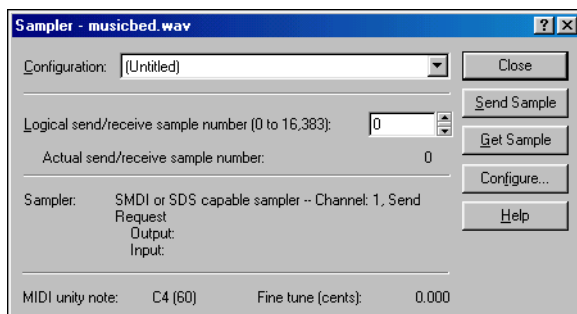 Sampler - musicbed.wav
Configuration: (Untitled)
Close
Send Sample
Logical send/receive sample number (0 to 16,383): 0
Get Sample
Actual send/receive sample number: 0
Configure...
Sampler: SMDI or SDS capable sampler -- Channel: 1, Send
Request
Help
Output:
Input:
MIDI unity note: C4 (60) Fine tune (cents): 0.000